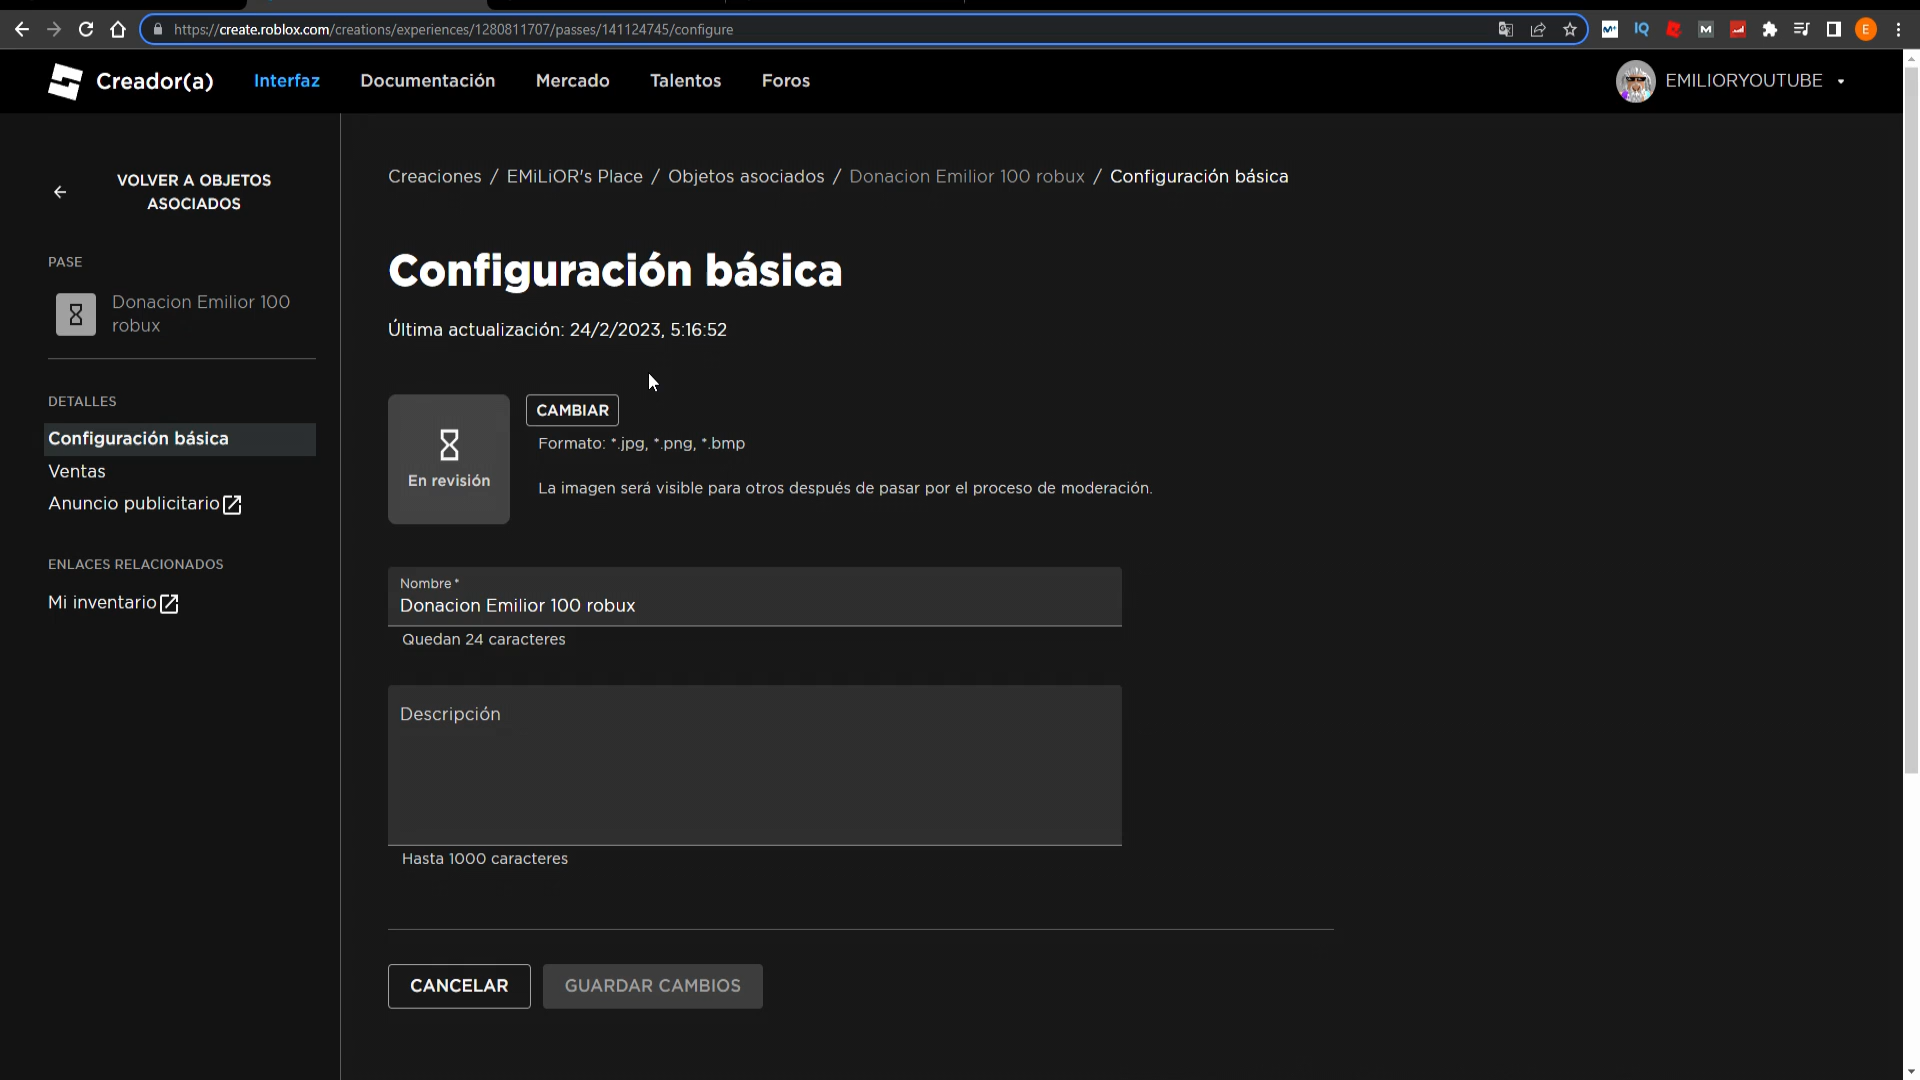 https://create.roblox.com/creations/experiences/1280811707/passes/141124745/configure
Creador(a)
Interfaz
Documentación
Mercado
Talentos
Foros
EMILIORYOUTUBE
VOLVER A OBJETOS
ASOCIADOS
PASE
Donacion Emilior 100
robux
DETALLES
Configuración básica
Ventas
Anuncio publicitario
ENLACES RELACIONADOS
Mi inventario
Creaciones / EMiLiOR's Place / Objetos asociados / Donacion Emilior 100 robux / Configuración básica
Configuración básica
Última actualización: 24/2/2023, 5:16:52
En revisión
CAMBIAR
Formato: *.jpg, *.png, *.bmp
La imagen será visible para otros después de pasar por el proceso de moderación.
Nombre*
Donacion Emilior 100 robux
Quedan 24 caracteres
Descripción
Hasta 1000 caracteres
CANCELAR
GUARDAR CAMBIOS
IQ
M
E